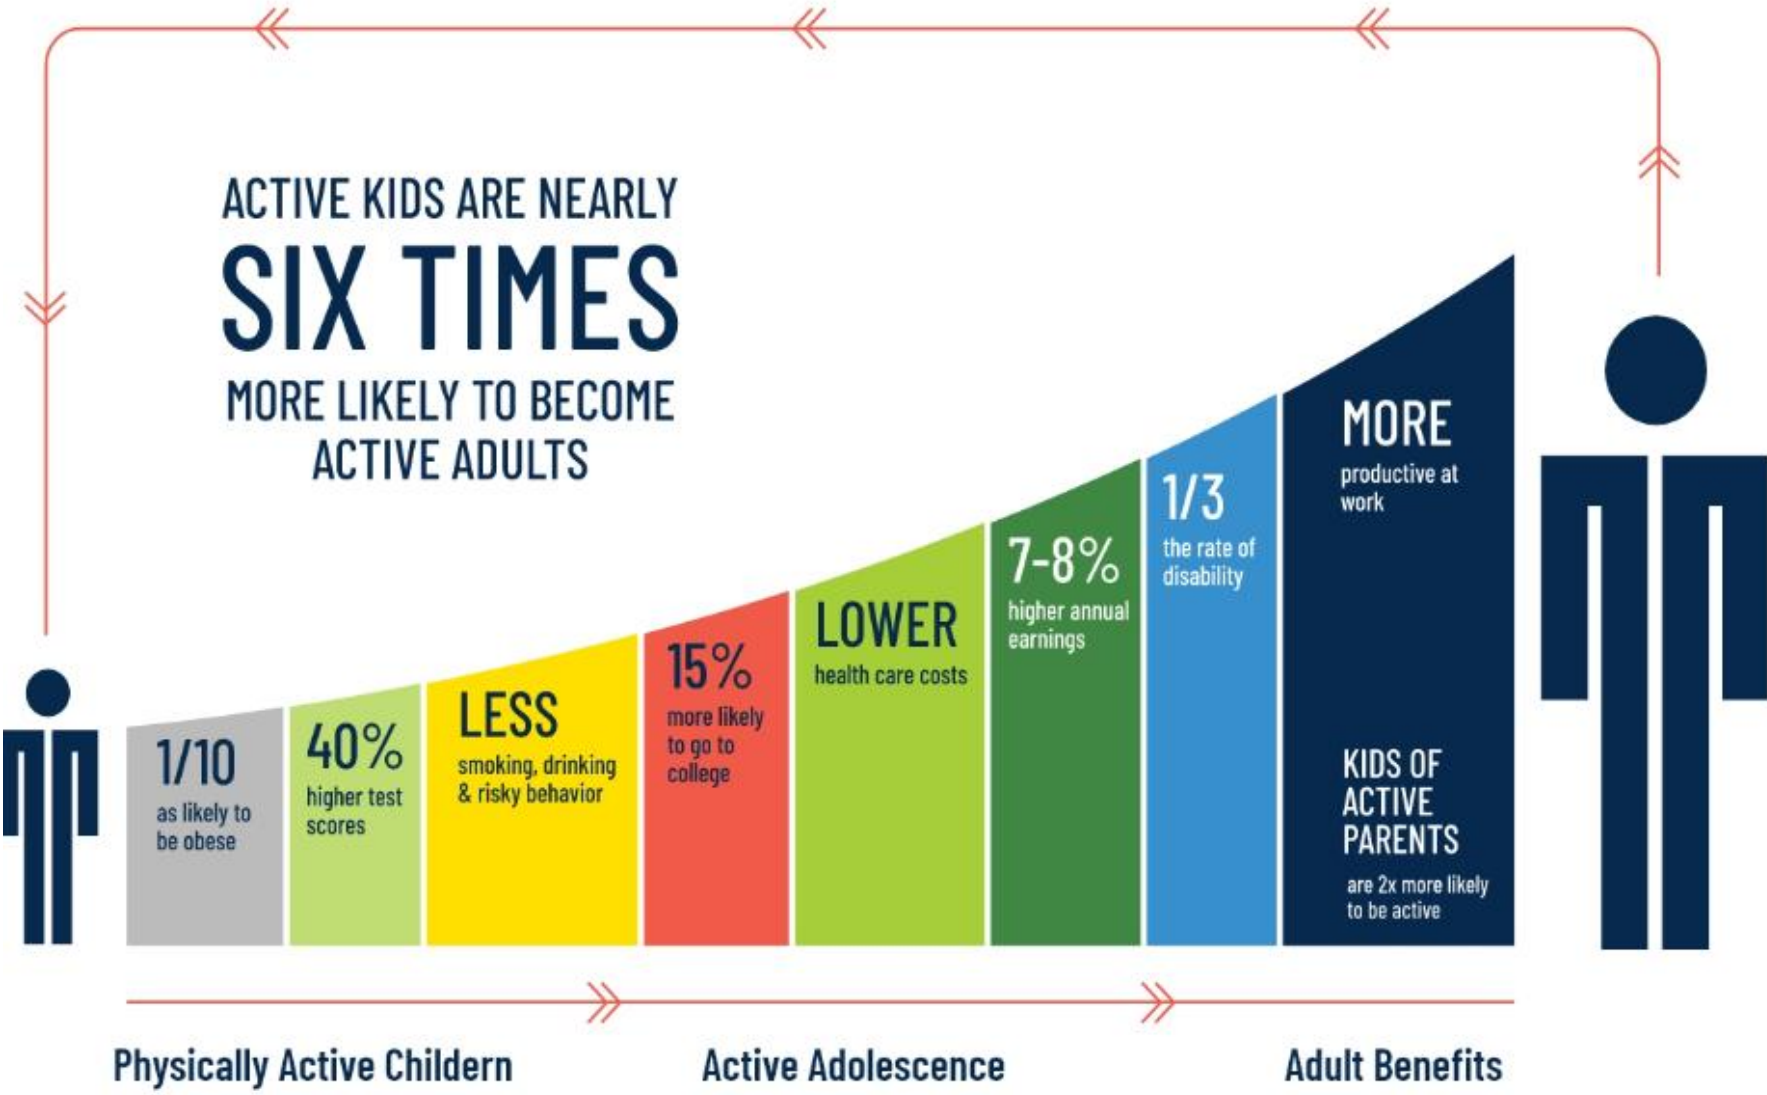 ACTIVE KIDS ARE NEARLY
SIX TIMES
MORE LIKELY TO BECOME
ACTIVE ADULTS
1/10
as likely to
be obese
40%
higher test
scores
LESS
smoking, drinking
& risky behavior
15%
more likely
to go to
college
LOWER
health care costs
7-8%
higher annual
earnings
1/3
the rate of
disability
MORE
productive at
work
KIDS OF
ACTIVE
PARENTS
are 2x more likely
to be active
Physically Active Childern
Active Adolescence
Adult Benefits